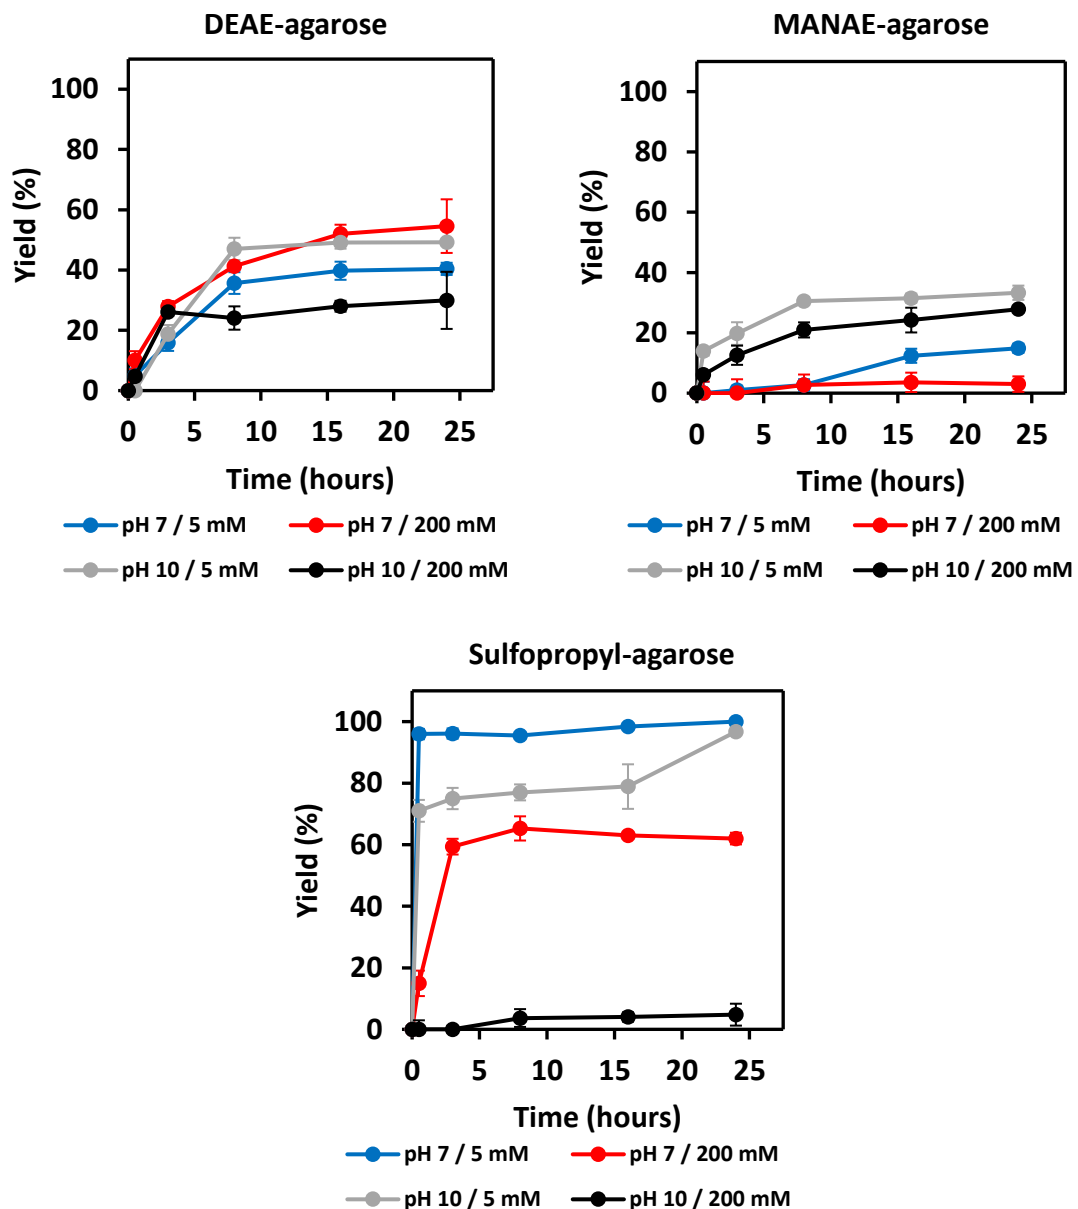 DEAE-agarose
Yield (%)
100
80
60
40
20
0
0 5 10 15 20 25
Time (hours)
pH 7 / 5 mM pH 7 / 200 mM
pH 10 / 5 mM pH 10 / 200 mM
MANAE-agarose
Yield (%)
100
80
60
40
20
0
0 5 10 15 20 25
Time (hours)
pH 7 / 5 mM pH 7 / 200 mM
pH 10 / 5 mM pH 10 / 200 mM
Sulfopropyl-agarose
Yield (%)
100
80
60
40
20
0
0 5 10 15 20 25
Time (hours)
pH 7 / 5 mM pH 7 / 200 mM
pH 10 / 5 mM pH 10 / 200 mM